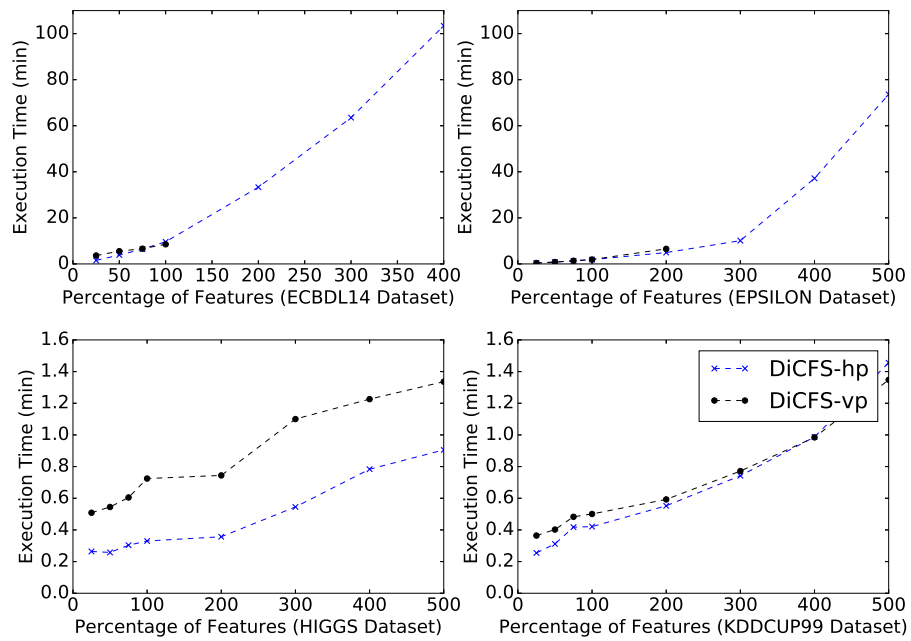 Execution Time (min)
100
80
60
40
20
0
0 50 100 150 200 250 300 350 400
Percentage of Features (ECBDL14 Dataset)
Execution Time (min)
100
80
60
40
20
0
0 100 200 300 400 500
Percentage of Features (EPSILON Dataset)
Execution Time (min)
1.6
1.4
1.2
1.0
0.8
0.6
0.4
0.2
0.0
0 100 200 300 400 500
Percentage of Features (HIGGS Dataset)
Execution Time (min)
1.6
1.4
1.2
1.0
0.8
0.6
0.4
0.2
0.0
0 100 200 300 400 500
Percentage of Features (KDDCUP99 Dataset)
DiCFS-hp
DiCFS-vp